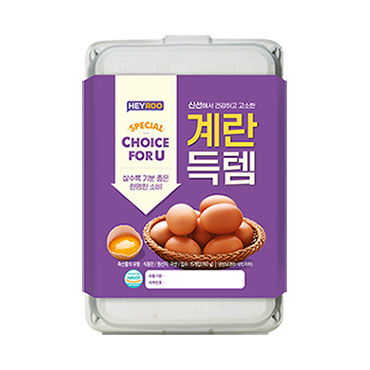 HEYROO
SPECIAL
CHOICE
FOR U
살수록 기분 좋은
현명한 소비
신선해서 건강하고 고소한
계란
득템
HACCP